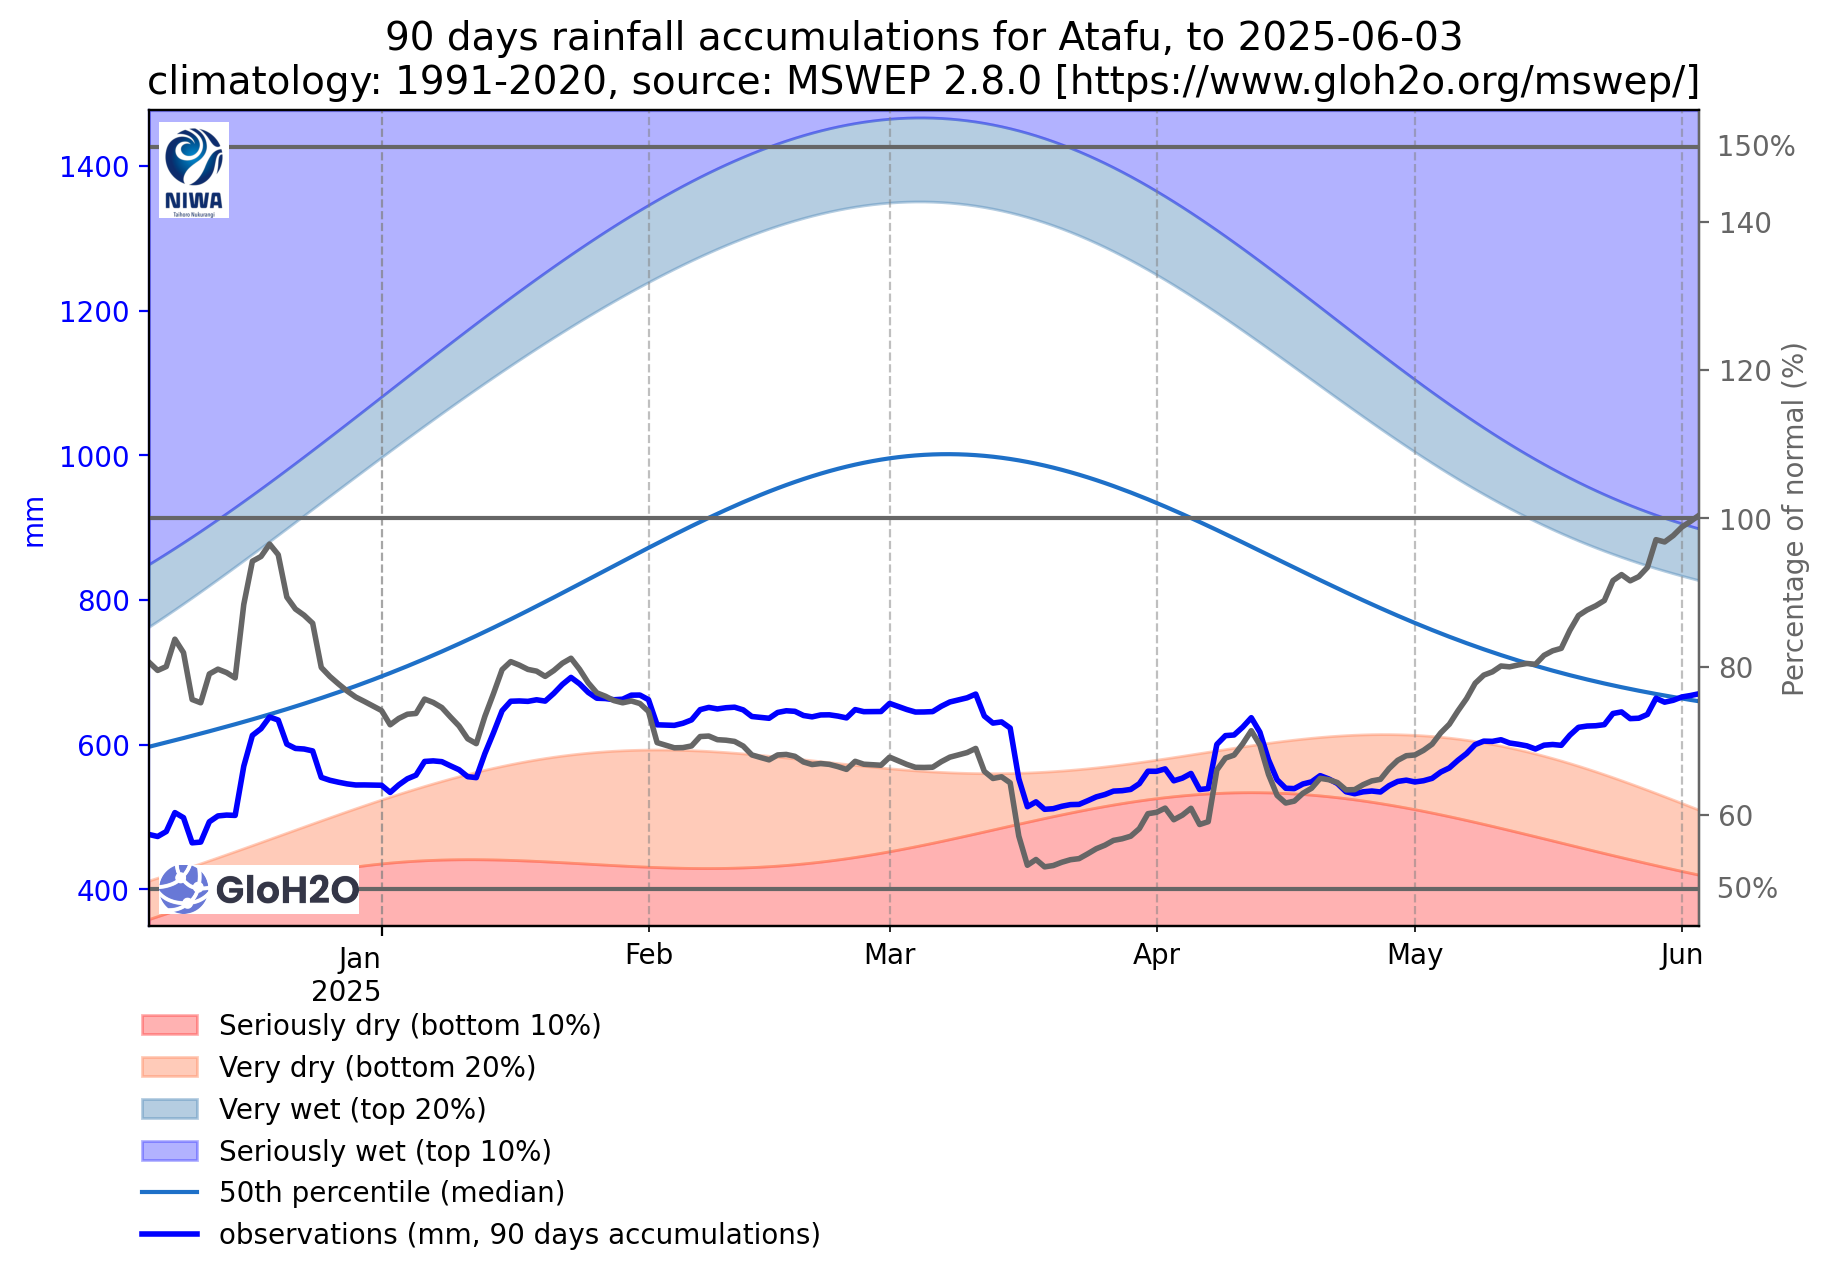 90 days rainfall accumulations for Atafu, to 2025-06-03
climatology: 1991-2020, source: MSWEP 2.8.0 [https://www.gloh2o.org/mswep/]
NIWA
Taihoro Nukurangi
1400
1200
1000
800
600
400
mm
150%
140
120
100
80
60
50%
Percentage of normal (%)
GloH2O
Jan
2025
Feb
Mar
Apr
May
Jun
Seriously dry (bottom 10%)
Very dry (bottom 20%)
Very wet (top 20%)
Seriously wet (top 10%)
50th percentile (median)
observations (mm, 90 days accumulations)